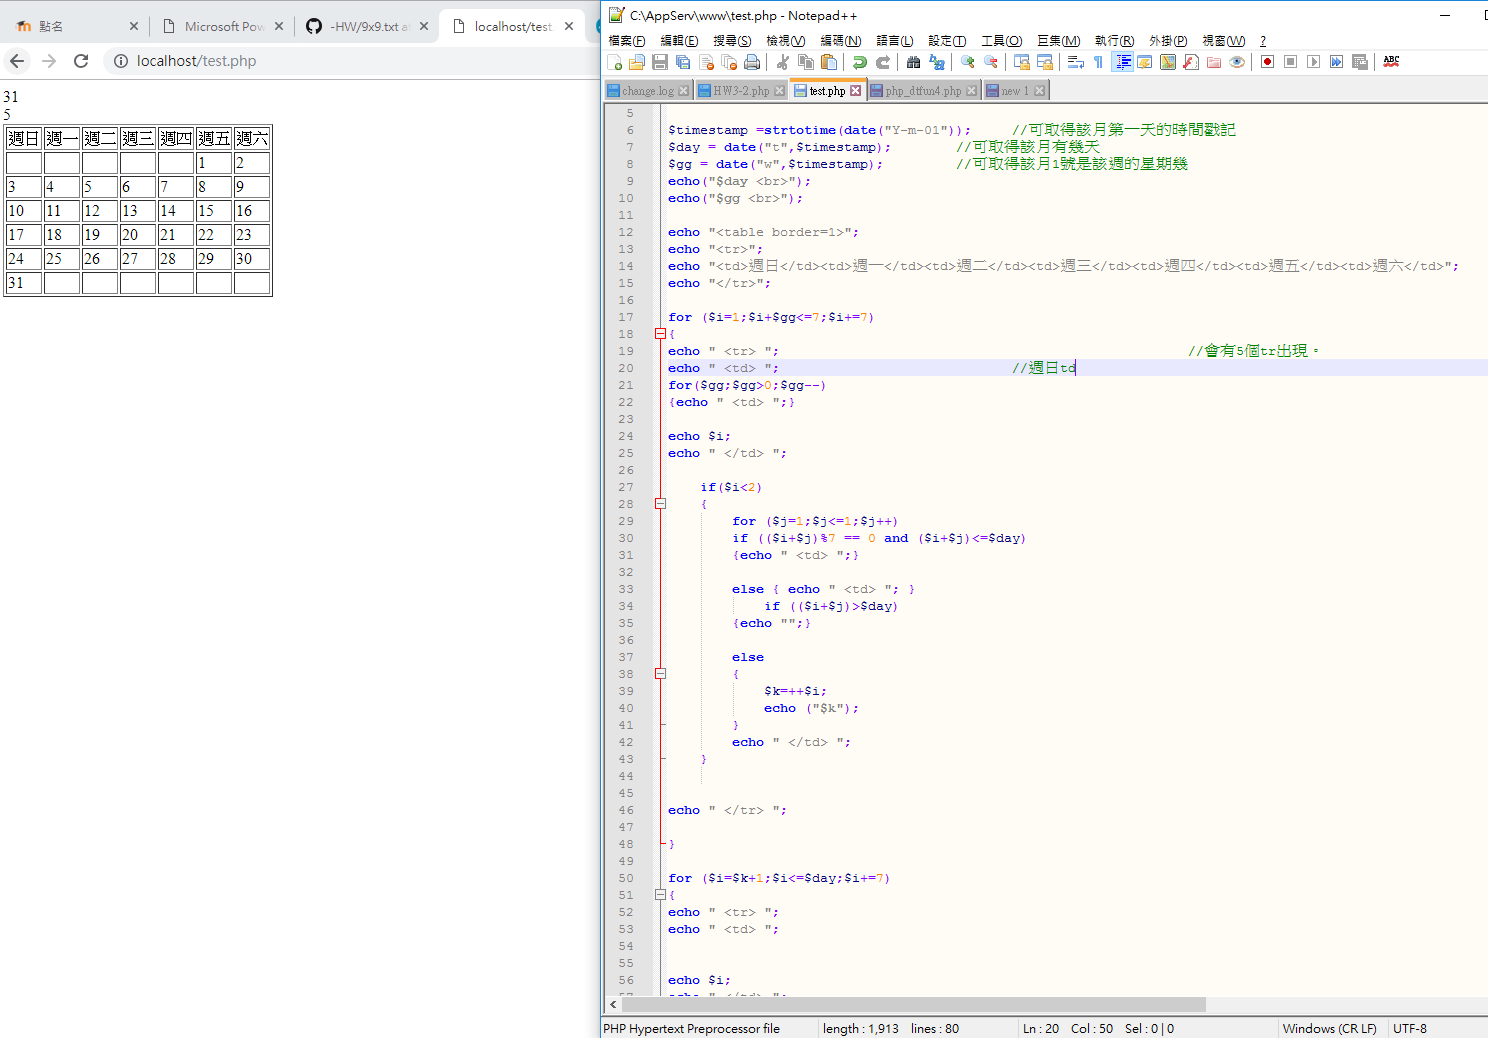 點名
Microsoft Pow
-HW/9x9.txt a
localhost/test.
localhost/test.php
31
5
週日 週一 週二 週三 週四 週五 週六
1 2
3 4 5 6 7 8 9
10 11 12 13 14 15 16
17 18 19 20 21 22 23
24 25 26 27 28 29 30
31
C:\AppServ\www\test.php - Notepad++
檔案(F) 編輯(E) 搜尋(S) 檢視(V) 編碼(N) 語言(L) 設定(T) 工具(O) 巨集(M) 執行(R) 外掛(P) 視窗(W) ?
ABC
change.log HW3-2.php test.php php_dtfun4.php new 1
5
6 $timestamp =strtotime(date("Y-m-01")); //可取得該月第一天的時間戳記
7 $day = date("t",$timestamp); //可取得該月有幾天
8 $gg = date("w",$timestamp); //可取得該月1號是該週的星期幾
9 echo("$day <br>");
10 echo("$gg <br>");
11
12 echo "<table border=1>";
13 echo "<tr>";
14 echo "<td>週日</td><td>週一</td><td>週二</td><td>週三</td><td>週四</td><td>週五</td><td>週六</td>";
15 echo "</tr>";
16
17 for ($i=1;$i+$gg<=7;$i+=7)
18 {
19 echo " <tr> "; //會有5個tr出現。
20 echo " <td> "; //週日td
21 for($gg;$gg>0;$gg--)
22 {echo " <td> ";}
23
24 echo $i;
25 echo " </td> ";
26
27 if($i<2)
28 {
29 for ($j=1;$j<=1;$j++)
30 if (($i+$j)%7 == 0 and ($i+$j)<=$day)
31 {echo " <td> ";}
32
33 else { echo " <td> "; }
34 if (($i+$j)>$day)
35 {echo "";}
36
37 else
38 {
39 $k=++$i;
40 echo ("$k");
41 }
42 echo " </td> ";
43 }
44
45
46 echo " </tr> ";
47
48 }
49
50 for ($i=$k+1;$i<=$day;$i+=7)
51 {
52 echo " <tr> ";
53 echo " <td> ";
54
55
56 echo $i;
57 echo " </td> ";
PHP Hypertext Preprocessor file length : 1,913 lines : 80 Ln : 20 Col : 50 Sel : 0 | 0 Windows (CR LF) UTF-8